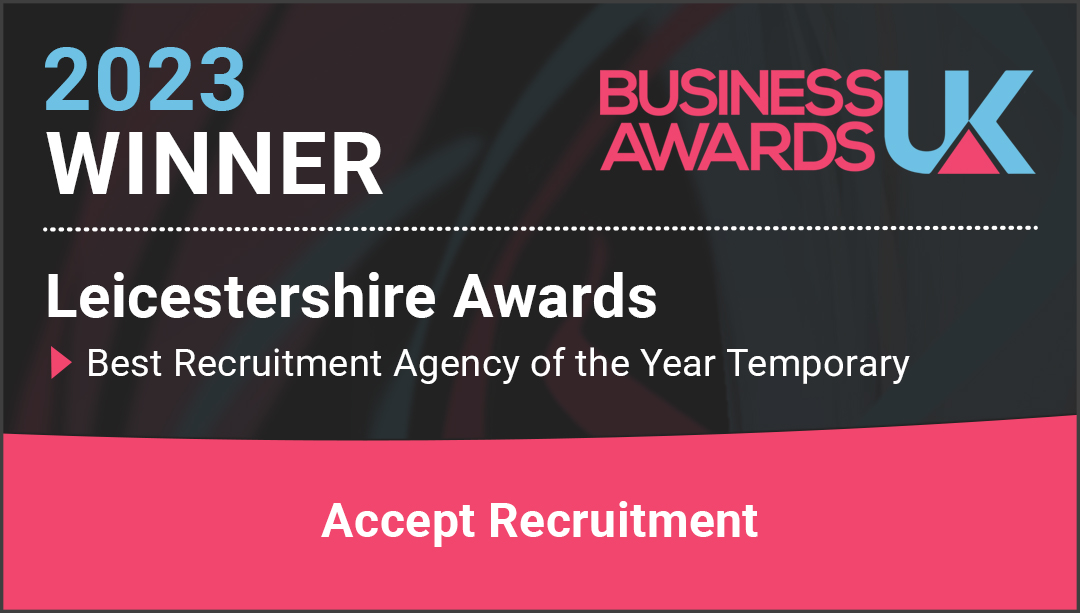 2023
WINNER
BUSINESS
AWARDS
UK
Leicestershire Awards
Best Recruitment Agency of the Year Temporary
Accept Recruitment